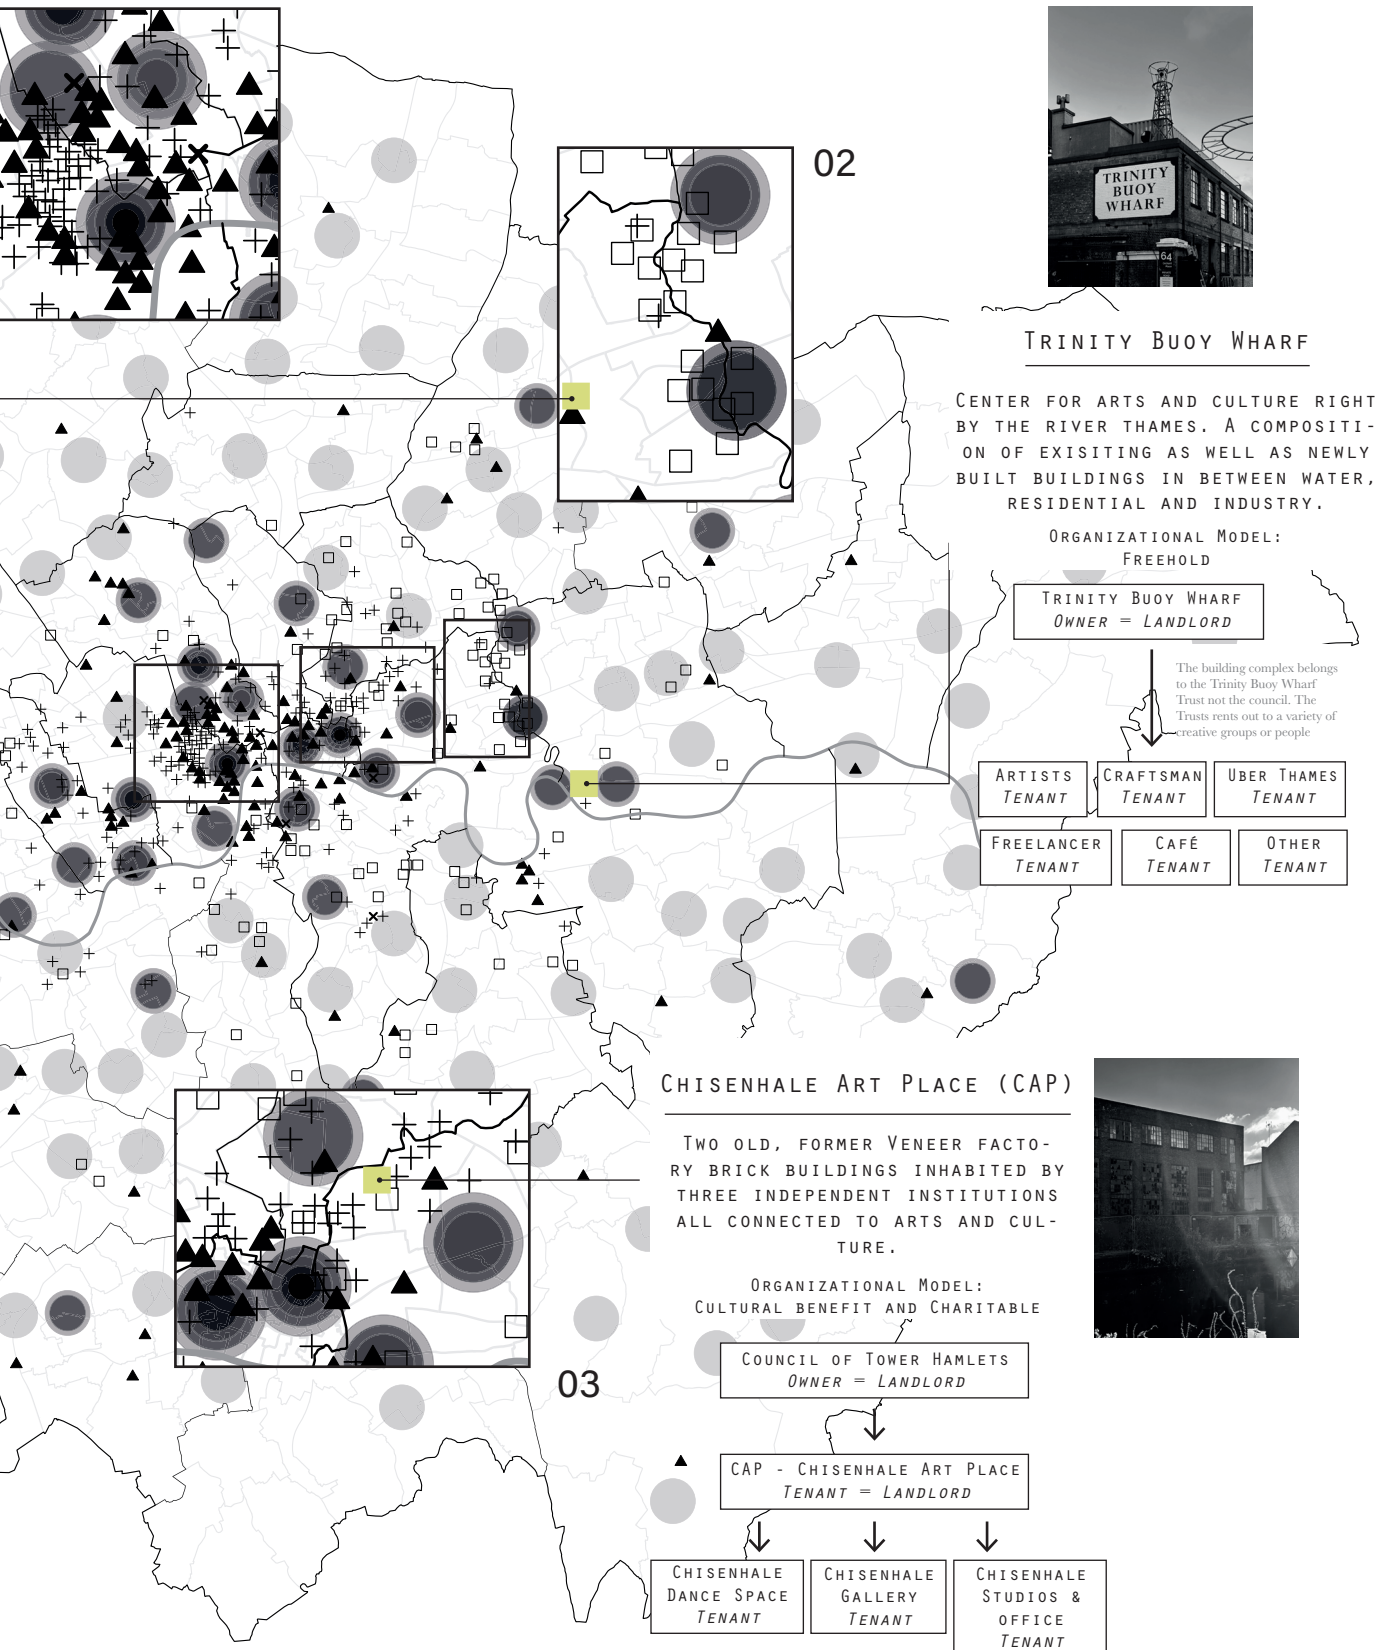 02
TRINITY
BUOY
WHARF
64
Trinity Buoy Wharf
Center for arts and culture right
by the river Thames. A compositi-
on of exisiting as well as newly
built buildings in between water,
residential and industry.
Organizational Model:
Freehold
Trinity Buoy Wharf
Owner = Landlord
The building complex belongs
to the Trinity Buoy Wharf
Trust not the council. The
Trusts rents out to a variety of
creative groups or people
Artists
Tenant
Craftsman
Tenant
Uber Thames
Tenant
Freelancer
Tenant
Café
Tenant
Other
Tenant
Chisenhale Art Place (CAP)
Two old, former Veneer facto-
ry brick buildings inhabited by
three independent institutions
all connected to arts and cul-
ture.
Organizational Model:
Cultural benefit and Charitable
03
Council of Tower Hamlets
Owner = Landlord
CAP - Chisenhale Art Place
Tenant = Landlord
Chisenhale
Dance Space
Tenant
Chisenhale
Gallery
Tenant
Chisenhale
Studios &
office
Tenant